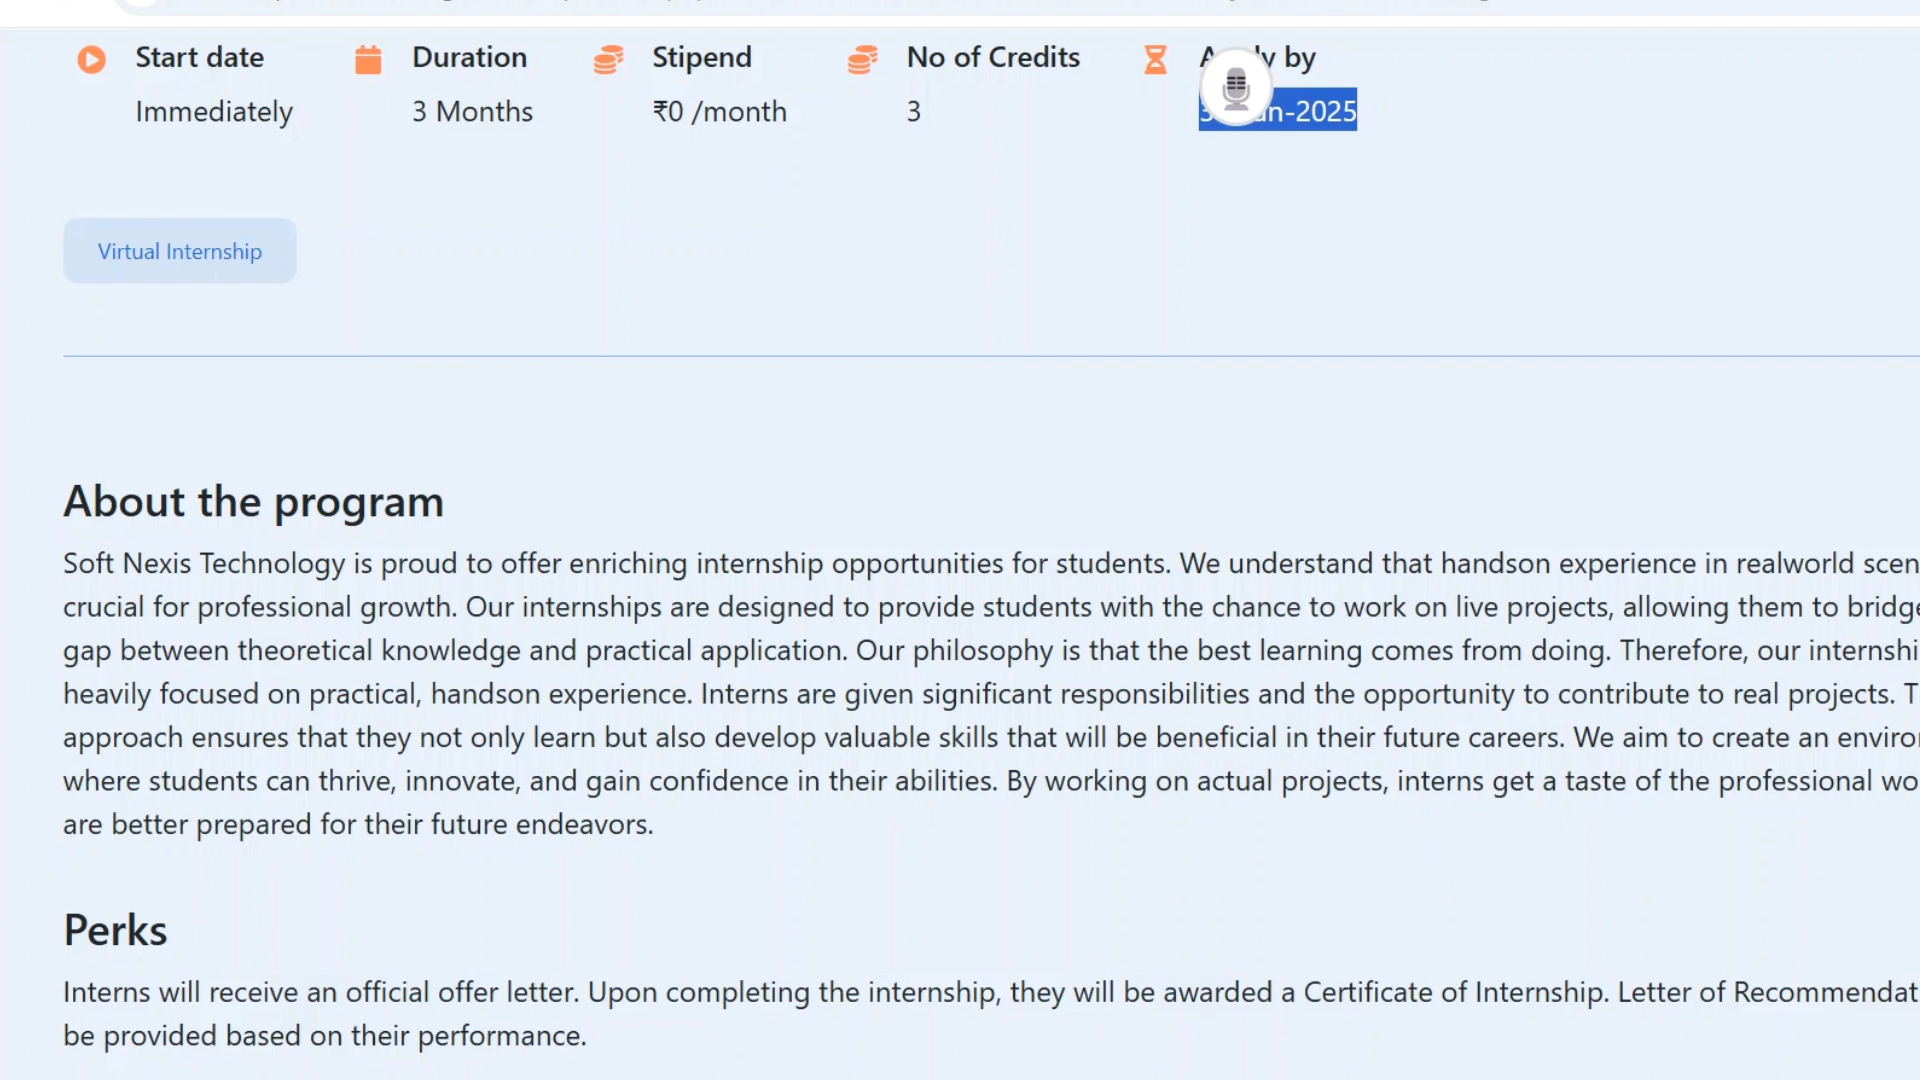 Start date
Duration
Stipend
No of Credits
by
Immediately
3 Months
₹0 /month
3
-2025
Virtual Internship
About the program
Soft Nexis Technology is proud to offer enriching internship opportunities for students. We understand that handson experience in realworld
crucial for professional growth. Our internships are designed to provide students with the chance to work on live projects, allowing them to bridge
gap between theoretical knowledge and practical application. Our philosophy is that the best learning comes from doing. Therefore, our
heavily focused on practical, handson experience. Interns are given significant responsibilities and the opportunity to contribute to real projects.
approach ensures that they not only learn but also develop valuable skills that will be beneficial in their future careers. We aim to create an
where students can thrive, innovate, and gain confidence in their abilities. By working on actual projects, interns get a taste of the professional
are better prepared for their future endeavors.
Perks
Interns will receive an official offer letter. Upon completing the internship, they will be awarded a Certificate of Internship. Letter of
be provided based on their performance.